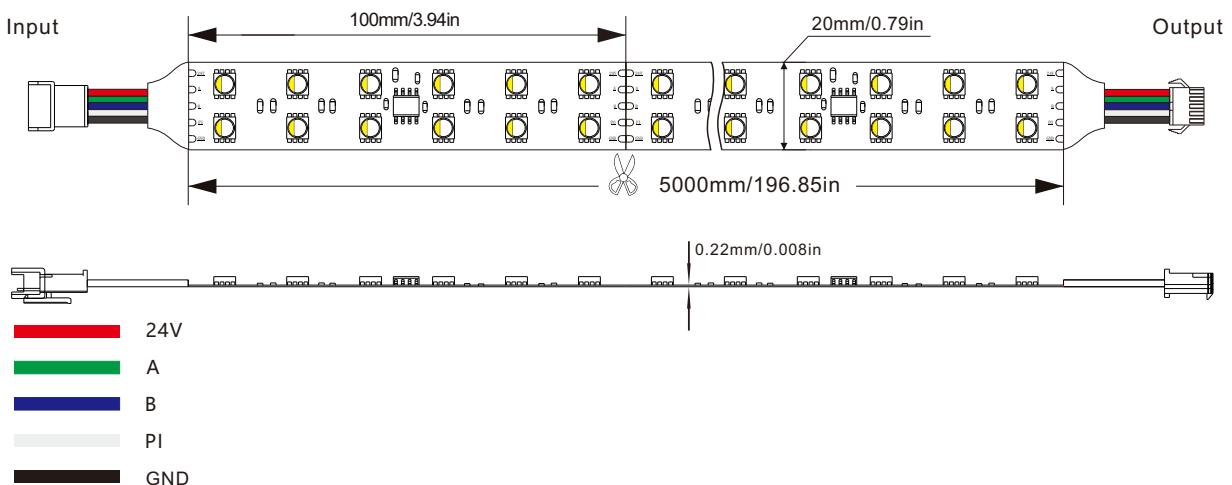 100mm/3.94in
Input
20mm/0.79in
Output
5000mm/196.85in
0.22mm/0.008in
24V
A
B
PI
GND